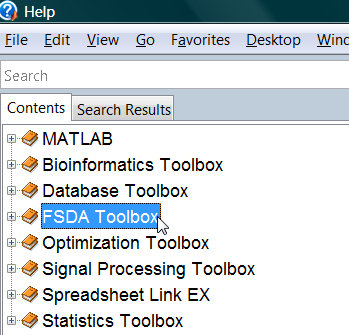 Help
File Edit View Go Favorites Desktop
Search
Contents Search Results
MATLAB
Bioinformatics Toolbox
Database Toolbox
FSDA Toolbox
Optimization Toolbox
Signal Processing Toolbox
Spreadsheet Link EX
Statistics Toolbox